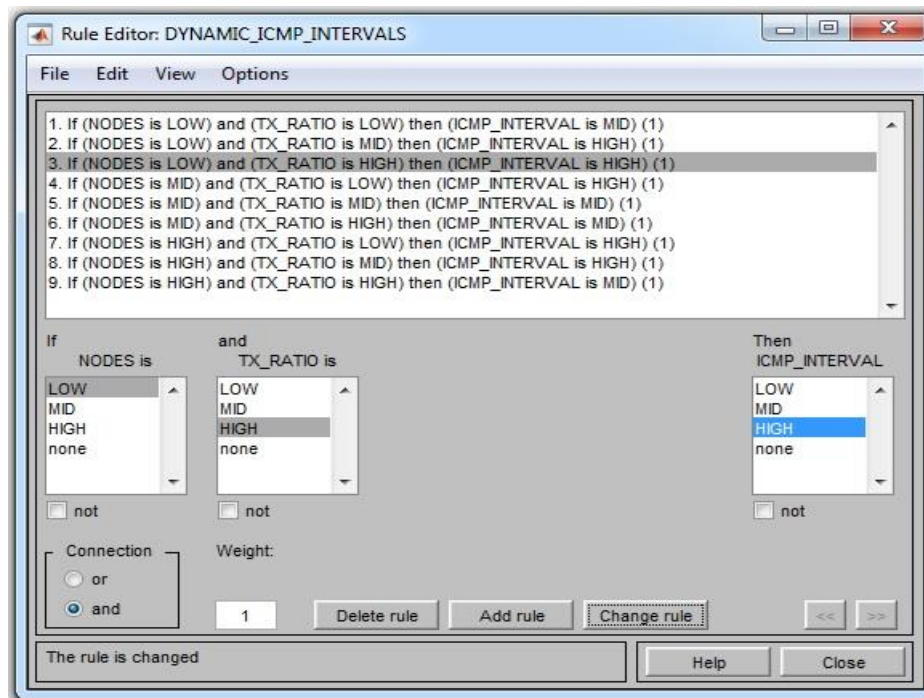 Rule Editor: DYNAMIC_ICMP_INTERVALS
File Edit View Options
1. If (NODES is LOW) and (TX_RATIO is LOW) then (ICMP_INTERVAL is MID) (1)
2. If (NODES is LOW) and (TX_RATIO is MID) then (ICMP_INTERVAL is HIGH) (1)
3. If (NODES is LOW) and (TX_RATIO is HIGH) then (ICMP_INTERVAL is HIGH) (1)
4. If (NODES is MID) and (TX_RATIO is LOW) then (ICMP_INTERVAL is HIGH) (1)
5. If (NODES is MID) and (TX_RATIO is MID) then (ICMP_INTERVAL is MID) (1)
6. If (NODES is MID) and (TX_RATIO is HIGH) then (ICMP_INTERVAL is MID) (1)
7. If (NODES is HIGH) and (TX_RATIO is LOW) then (ICMP_INTERVAL is HIGH) (1)
8. If (NODES is HIGH) and (TX_RATIO is MID) then (ICMP_INTERVAL is HIGH) (1)
9. If (NODES is HIGH) and (TX_RATIO is HIGH) then (ICMP_INTERVAL is MID) (1)
If
NODES is
LOW
MID
HIGH
none
not
and
TX_RATIO is
LOW
MID
HIGH
none
not
Then
ICMP_INTERVAL
LOW
MID
HIGH
none
not
Connection
or
and
Weight:
1
Delete rule
Add rule
Change rule
<<
>>
The rule is changed
Help
Close